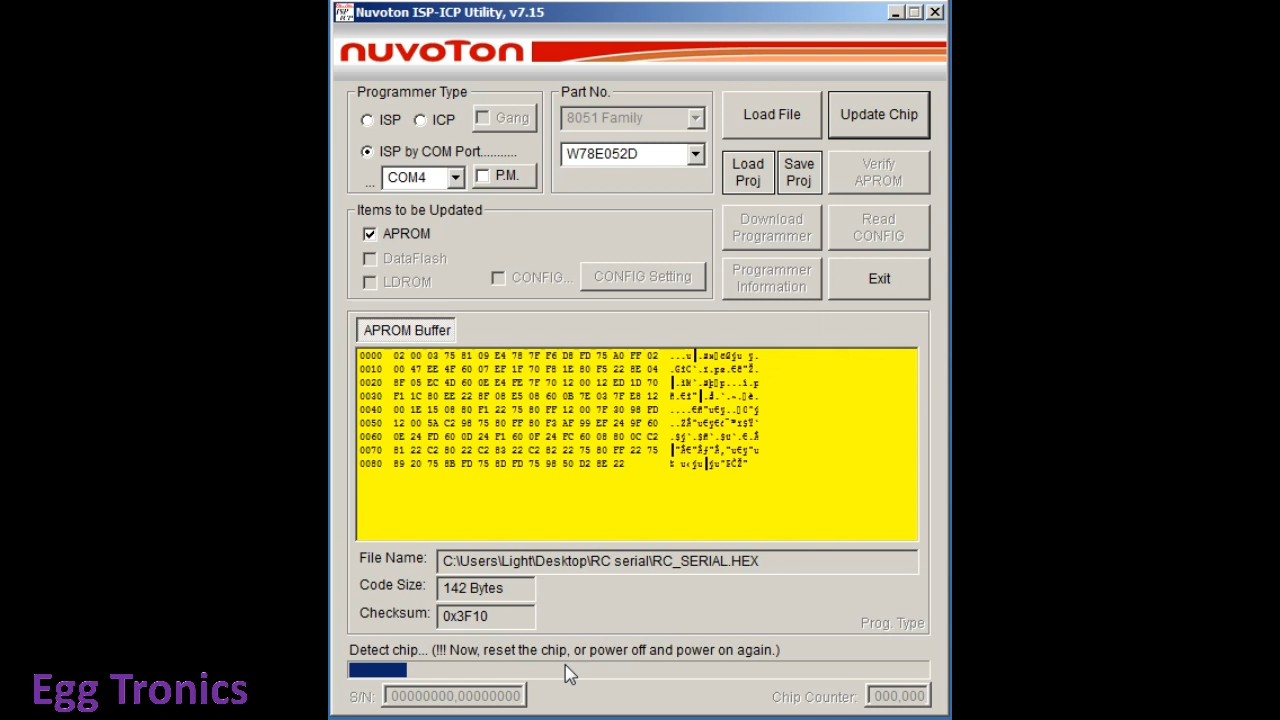 Nuvoton ISP-ICP Utility, v7.15
nuvoTon
Programmer Type
ISP
ICP
Gang
ISP by COM Port..........
... COM4
P.M.
Part No.
8051 Family
W78E052D
Load File
Update Chip
Load Proj
Save Proj
Verify APROM
Download Programmer
Read CONFIG
Programmer Information
Exit
Items to be Updated
APROM
DataFlash
LDROM
CONFIG...
CONFIG Setting
APROM Buffer
0000 02 00 03 75 81 09 E4 78 7F F6 D8 FD 75 A0 FF 02
0010 00 47 EE 4F 60 07 EF 1F 70 F8 1E 80 F5 22 8E 04
0020 8F 05 EC 4D 60 0E E4 FE 7F 70 12 00 12 ED 1D 70
0030 F1 1C 80 EE 22 8F 08 E5 08 60 0B 7E 03 7F E8 12
0040 00 1E 15 08 80 F1 22 75 80 FF 12 00 7F 30 98 FD
0050 12 00 5A C2 98 75 80 FF 80 F3 AF 99 EF 24 9F 60
0060 0E 24 FD 60 0D 24 F1 60 0F 24 FC 60 08 80 0C C2
0070 81 22 C2 80 22 C2 83 22 C2 82 22 75 80 FF 22 75
0080 89 20 75 8B FD 75 8D FD 75 98 50 D2 8E 22
File Name: C:\Users\Light\Desktop\RC serial\RC_SERIAL.HEX
Code Size: 142 Bytes
Checksum: 0x3F10
Prog. Type
Detect chip... (!!! Now, reset the chip, or power off and power on again.)
S/N: 00000000,00000000
Chip Counter: 000,000
Egg Tronics